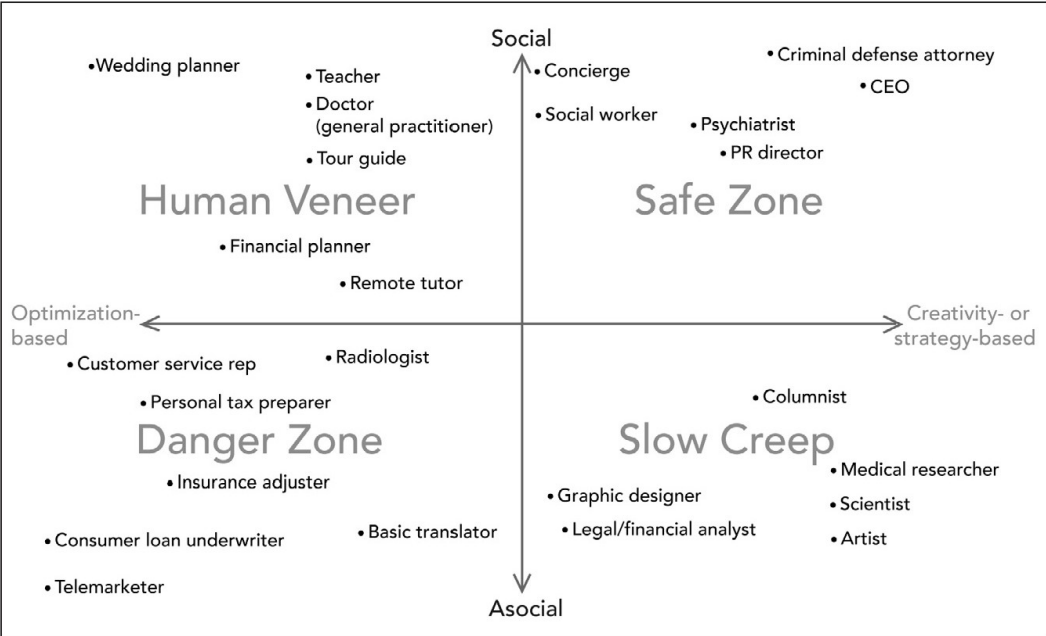 Social
• Wedding planner
• Teacher
• Doctor
(general practitioner)
• Tour guide
Human Veneer
• Financial planner
• Remote tutor
• Concierge
• Social worker
• Criminal defense attorney
• CEO
• Psychiatrist
• PR director
Safe Zone
Optimization-
based
Creativity- or
strategy-based
• Customer service rep
• Radiologist
• Personal tax preparer
Danger Zone
• Insurance adjuster
• Consumer loan underwriter
• Basic translator
• Telemarketer
• Columnist
Slow Creep
• Medical researcher
• Graphic designer
• Scientist
• Legal/financial analyst
• Artist
Asocial